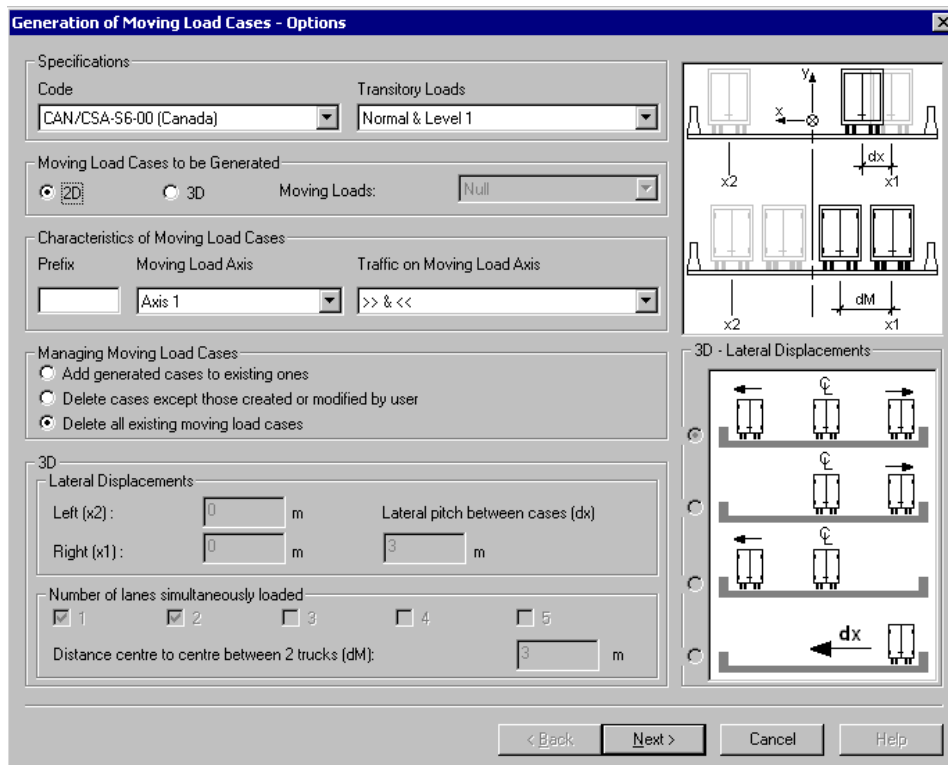 Generation of Moving Load Cases - Options
Specifications
Code
Transitory Loads
CAN/CSA-S6-00 (Canada)
Normal & Level 1
Moving Load Cases to be Generated
2D
3D
Moving Loads:
Null
Characteristics of Moving Load Cases
Prefix
Moving Load Axis
Traffic on Moving Load Axis
Axis 1
>> & <<
Managing Moving Load Cases
Add generated cases to existing ones
Delete cases except those created or modified by user
Delete all existing moving load cases
3D
Lateral Displacements
Left (x2) :
0
m
Lateral pitch between cases (dx)
Right (x1) :
0
m
3
m
Number of lanes simultaneously loaded
1
2
3
4
5
Distance centre to centre between 2 trucks (dM):
3
m
y
x
dx
x2
x1
dM
x2
x1
3D - Lateral Displacements
CL
CL
CL
dx
< Back
Next >
Cancel
Help